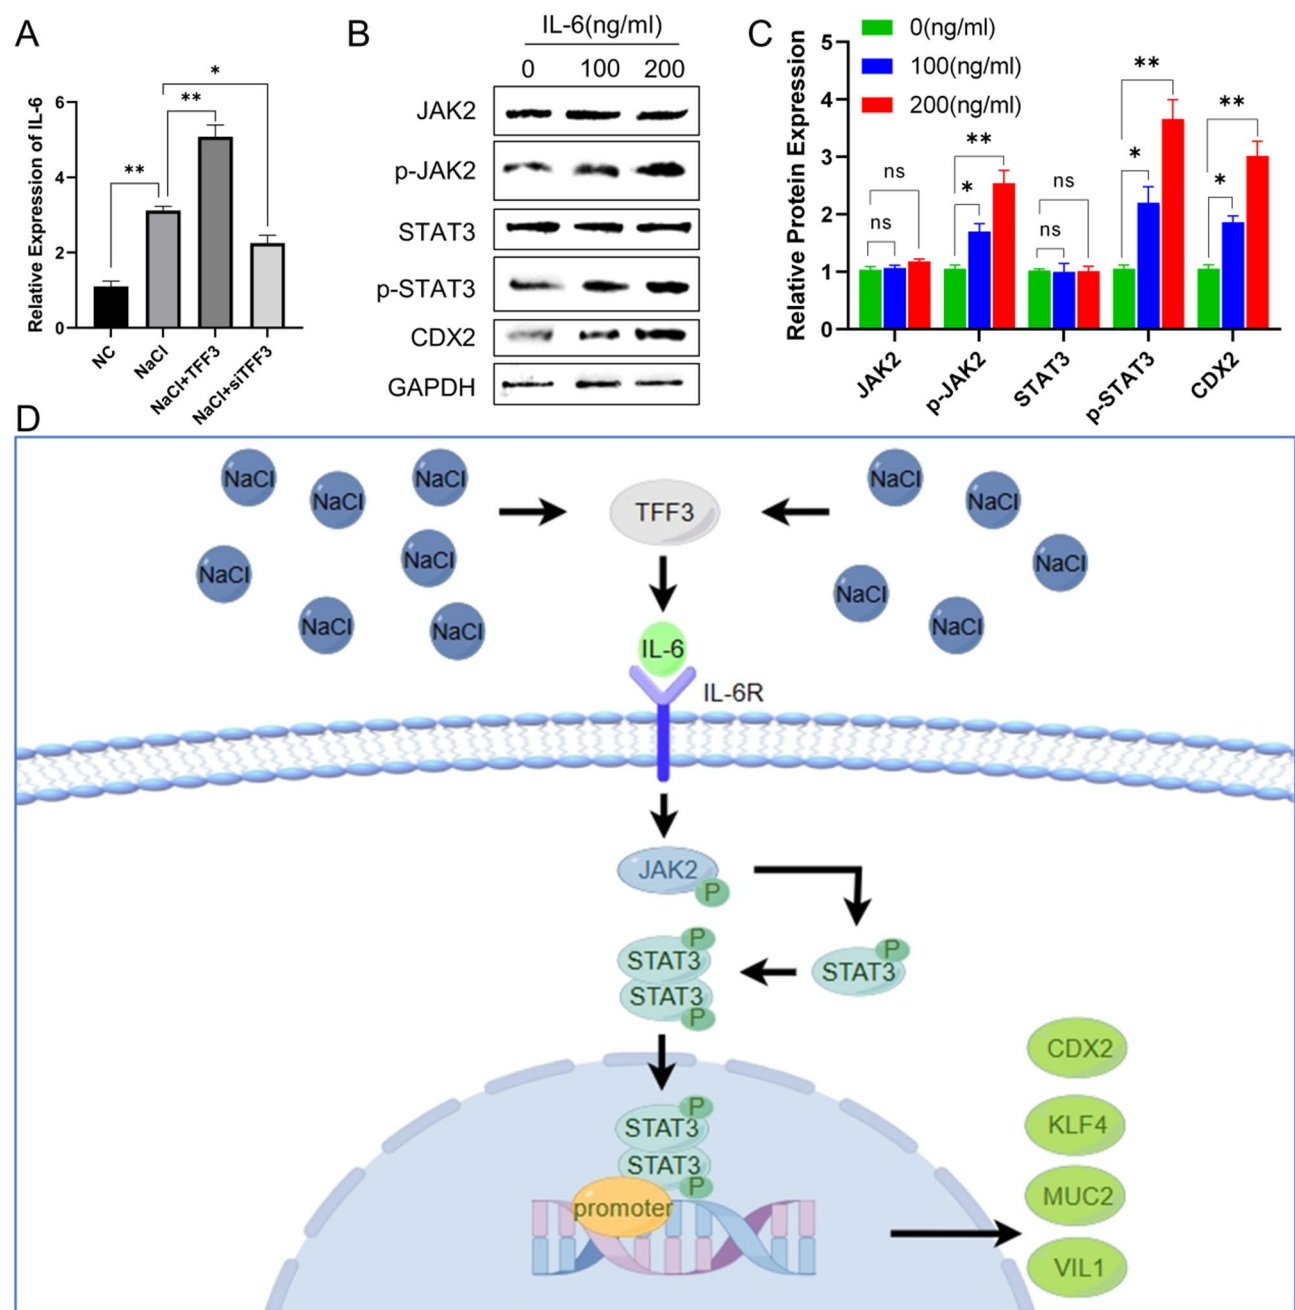 A
Relative Expression of IL-6
6
4
2
0
**
**
*
NC
NaCl
NaCl+TFF3
NaCl+siTFF3
B
IL-6(ng/ml)
0 100 200
JAK2
p-JAK2
STAT3
p-STAT3
CDX2
GAPDH
C
0(ng/ml)
100(ng/ml)
200(ng/ml)
Relative Protein Expression
5
4
3
2
1
0
ns
ns
*
**
ns
ns
*
**
*
**
JAK2
p-JAK2
STAT3
p-STAT3
CDX2
D
NaCl
NaCl
NaCl
NaCl
NaCl
NaCl
NaCl
TFF3
NaCl
NaCl
NaCl
NaCl
NaCl
IL-6
IL-6R
JAK2
P
P
STAT3
P
STAT3
STAT3
P
P
STAT3
STAT3
P
promoter
CDX2
KLF4
MUC2
VIL1